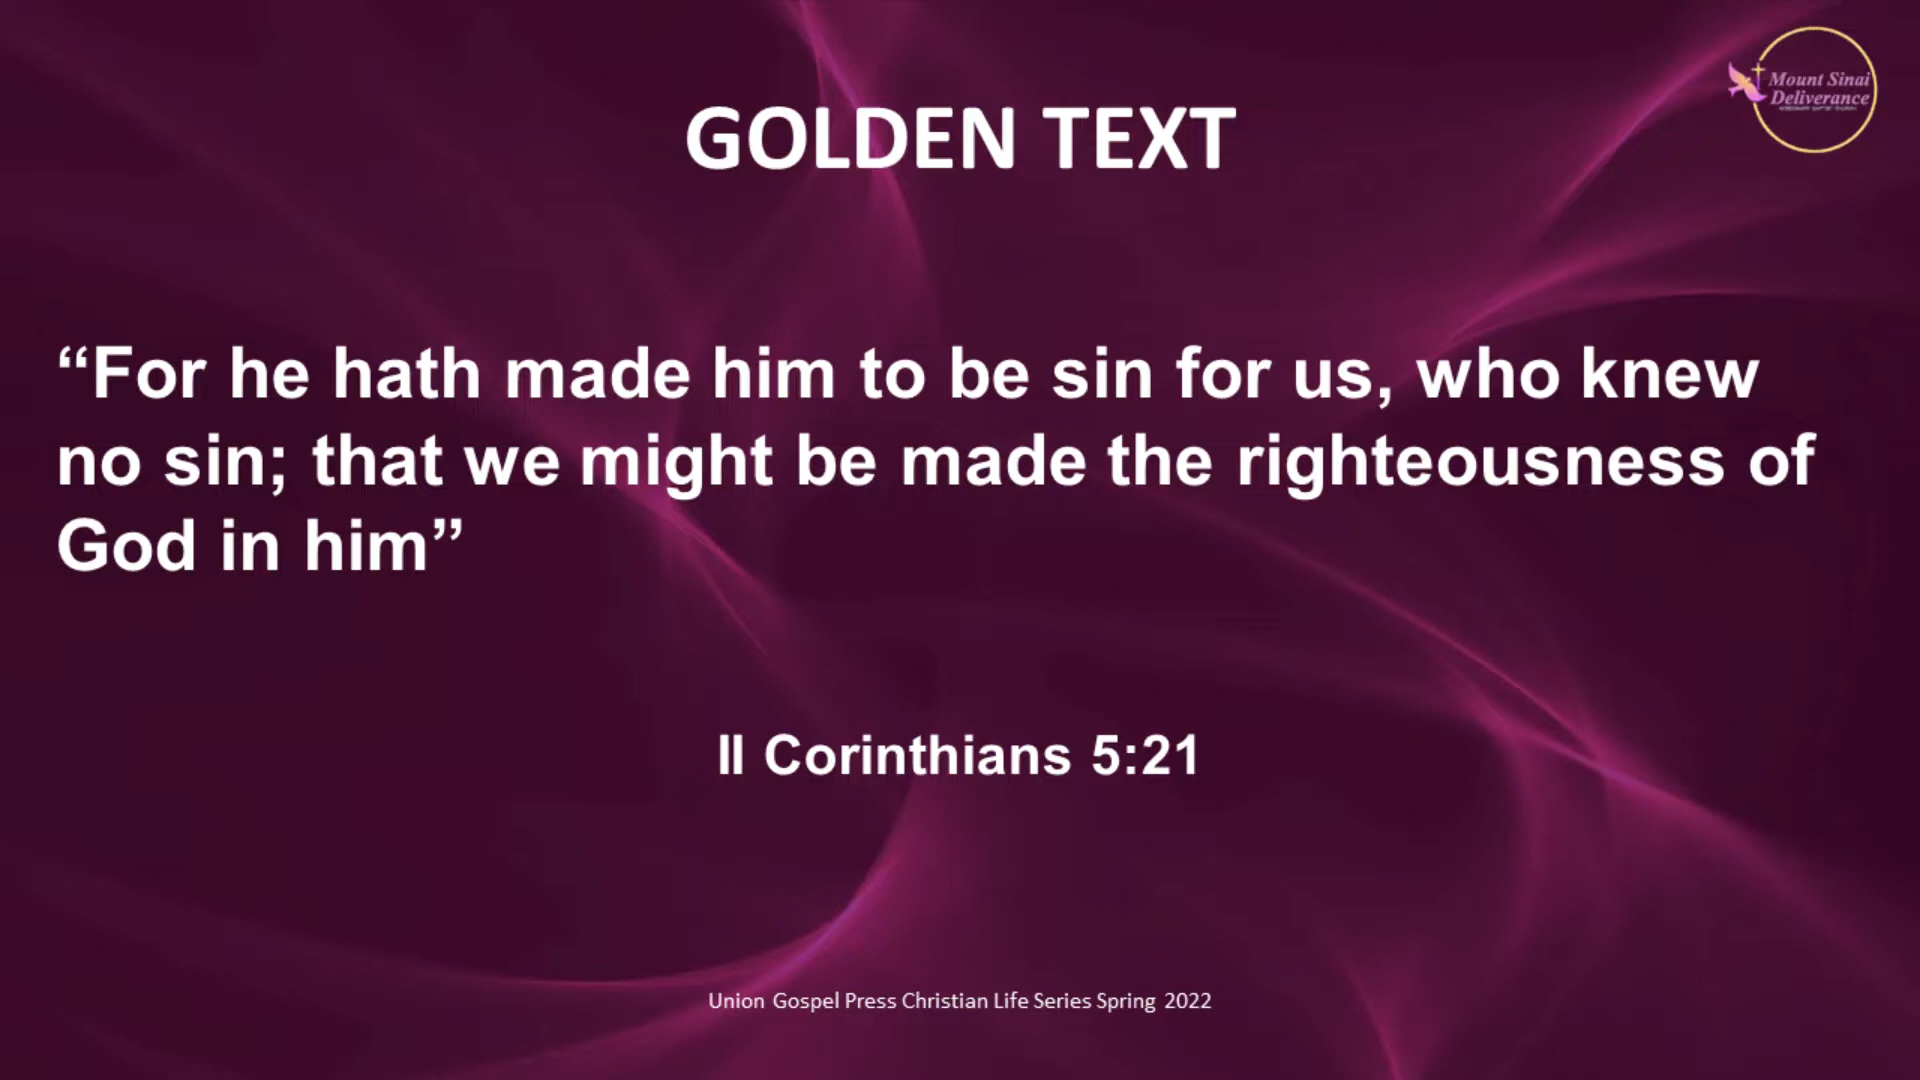 Mount Sinai
Deliverance
GOLDEN TEXT
“For he hath made him to be sin for us, who knew
no sin; that we might be made the righteousness of
God in him”
II Corinthians 5:21
Union Gospel Press Christian Life Series Spring 2022